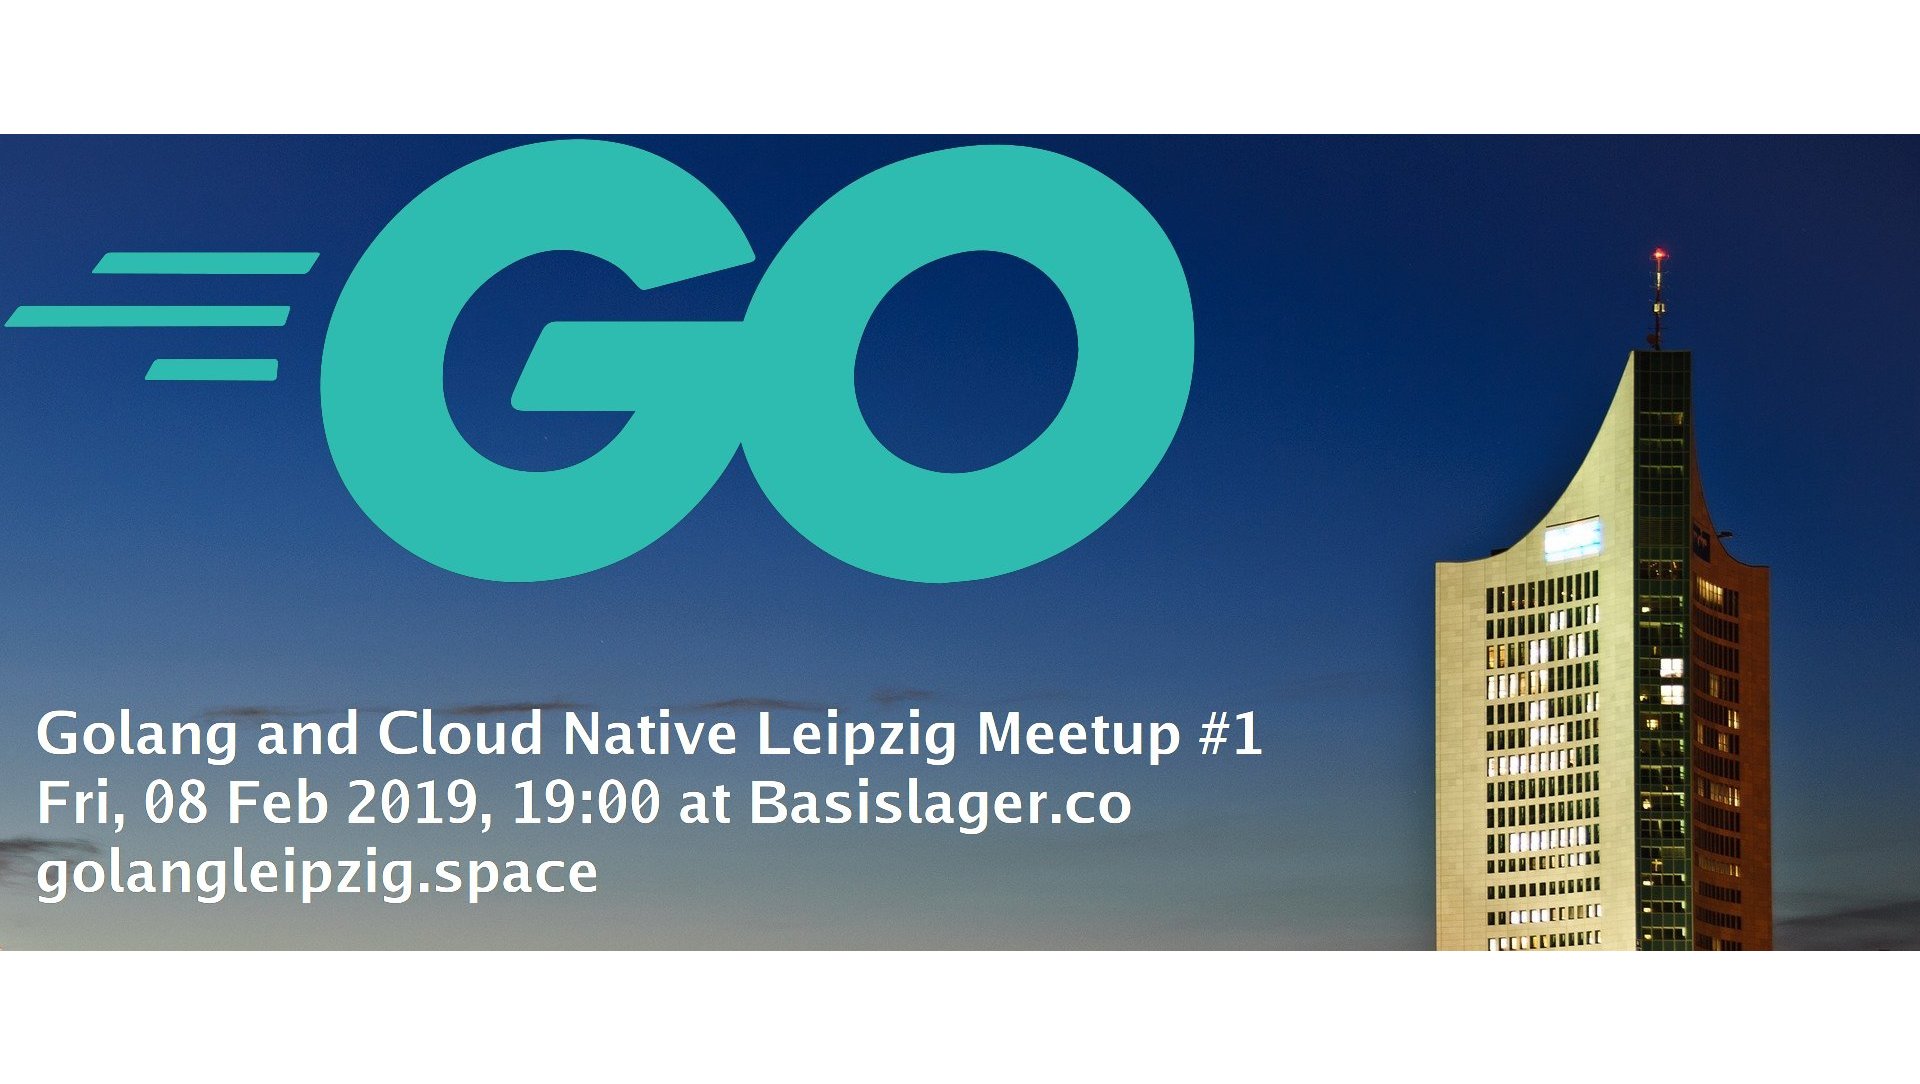 GO
Golang and Cloud Native Leipzig Meetup #1
Fri, 08 Feb 2019, 19:00 at Basislager.co
golangleipzig.space